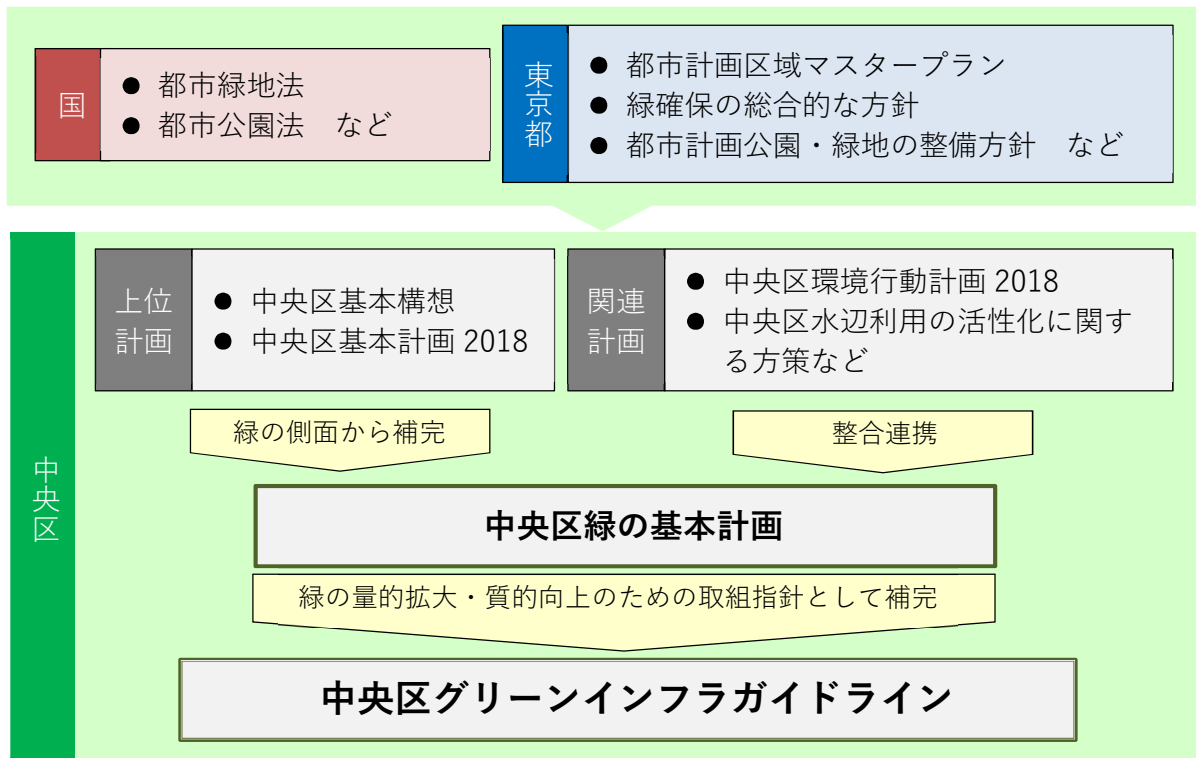 国
● 都市緑地法
● 都市公園法　など
東京都
● 都市計画区域マスタープラン
● 緑確保の総合的な方針
● 都市計画公園・緑地の整備方針　など
中央区
上位
計画
● 中央区基本構想
● 中央区基本計画 2018
関連
計画
● 中央区環境行動計画 2018
● 中央区水辺利用の活性化に関す
る方策など
緑の側面から補完
整合連携
中央区緑の基本計画
緑の量的拡大・質的向上のための取組指針として補完
中央区グリーンインフラガイドライン